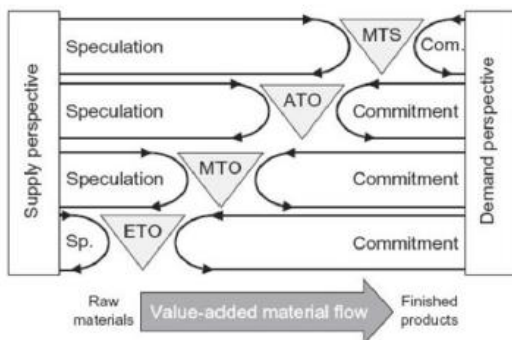 Supply perspective
Speculation
MTS
Com.
Speculation
ATO
Commitment
Speculation
MTO
Commitment
Sp.
ETO
Commitment
Demand perspective
Raw
materials
Value-added material flow
Finished
products